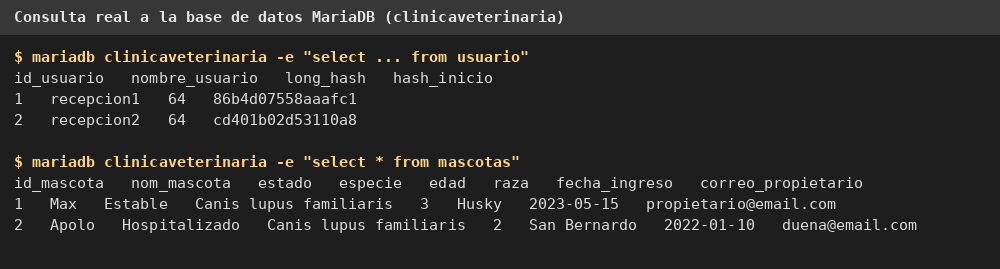 Consulta real a la base de datos MariaDB (clinicaveterinaria)
$ mariadb clinicaveterinaria -e "select ... from usuario"
id_usuario   nombre_usuario   long_hash   hash_inicio
1   recepcion1   64   86b4d07558aaafc1
2   recepcion2   64   cd401b02d53110a8
$ mariadb clinicaveterinaria -e "select * from mascotas"
id_mascota   nom_mascota   estado   especie   edad   raza   fecha_ingreso   correo_propietario
1   Max   Estable   Canis lupus familiaris   3   Husky   2023-05-15   propietario@email.com
2   Apolo   Hospitalizado   Canis lupus familiaris   2   San Bernardo   2022-01-10   duena@email.com